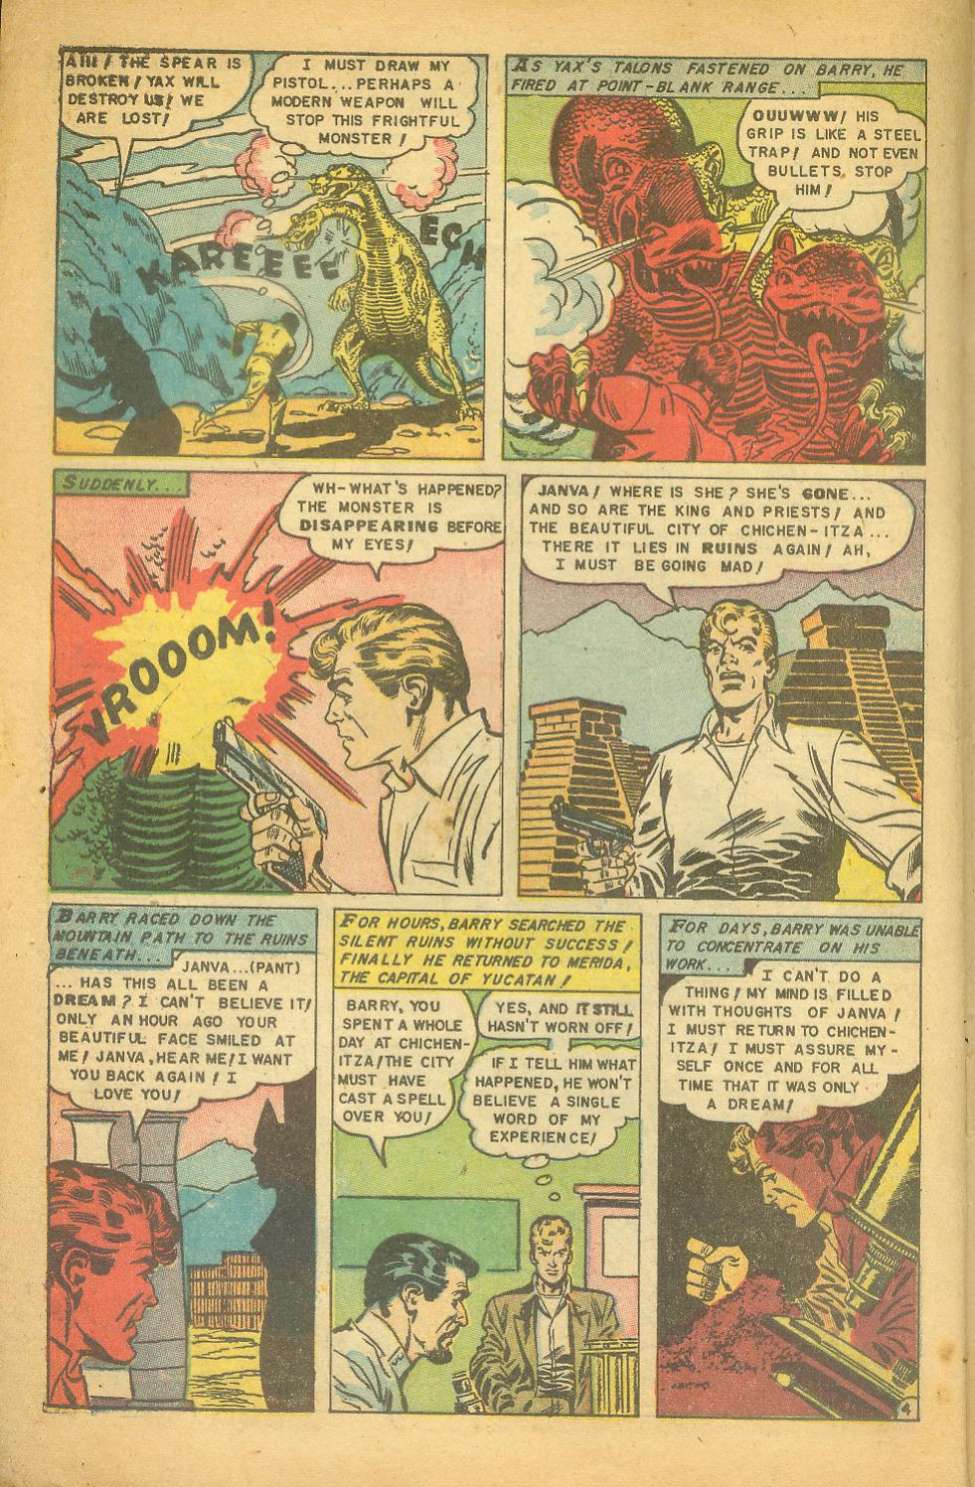 AIII! THE SPEAR IS
BROKEN! YAX WILL
DESTROY US! WE
ARE LOST!
I MUST DRAW MY
PISTOL... PERHAPS A
MODERN WEAPON WILL
STOP THIS FRIGHTFUL
MONSTER!
KAREEEEE
ECH
AS YAX'S TALONS FASTENED ON BARRY, HE
FIRED AT POINT-BLANK RANGE...
OUUWWW! HIS
GRIP IS LIKE A STEEL
TRAP! AND NOT EVEN
BULLETS STOP
HIM!
SUDDENLY...
WH-WHAT'S HAPPENED?
THE MONSTER IS
DISAPPEARING BEFORE
MY EYES!
VROOOM!
JANVA! WHERE IS SHE? SHE'S GONE...
AND SO ARE THE KING AND PRIESTS! AND
THE BEAUTIFUL CITY OF CHICHEN-ITZA...
THERE IT LIES IN RUINS AGAIN! AH,
I MUST BE GOING MAD!
BARRY RACED DOWN THE
MOUNTAIN PATH TO THE RUINS
BENEATH...
JANVA...(PANT)
... HAS THIS ALL BEEN A
DREAM? I CAN'T BELIEVE IT!
ONLY AN HOUR AGO YOUR
BEAUTIFUL FACE SMILED AT
ME! JANVA, HEAR ME! I WANT
YOU BACK AGAIN! I
LOVE YOU!
FOR HOURS, BARRY SEARCHED THE
SILENT RUINS WITHOUT SUCCESS!
FINALLY HE RETURNED TO MERIDA,
THE CAPITAL OF YUCATAN!
BARRY, YOU
SPENT A WHOLE
DAY AT CHICHEN-
ITZA! THE CITY
MUST HAVE
CAST A SPELL
OVER YOU!
YES, AND IT STILL
HASN'T WORN OFF!
IF I TELL HIM WHAT
HAPPENED, HE WON'T
BELIEVE A SINGLE
WORD OF MY
EXPERIENCE!
FOR DAYS, BARRY WAS UNABLE
TO CONCENTRATE ON HIS
WORK...
I CAN'T DO A
THING! MY MIND IS FILLED
WITH THOUGHTS OF JANVA!
I MUST RETURN TO CHICHEN-
ITZA! I MUST ASSURE MY-
SELF ONCE AND FOR ALL
TIME THAT IT WAS ONLY
A DREAM!
4